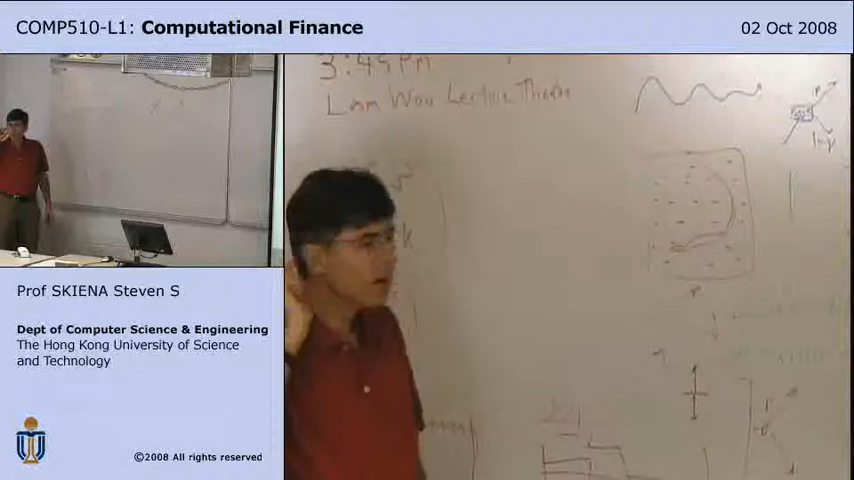 COMP510-L1: Computational Finance
02 Oct 2008
3:45 PM
Lam Woo Lecture Theatre
P
1-P
Prof SKIENA Steven S
Dept of Computer Science & Engineering
The Hong Kong University of Science
and Technology
©2008 All rights reserved